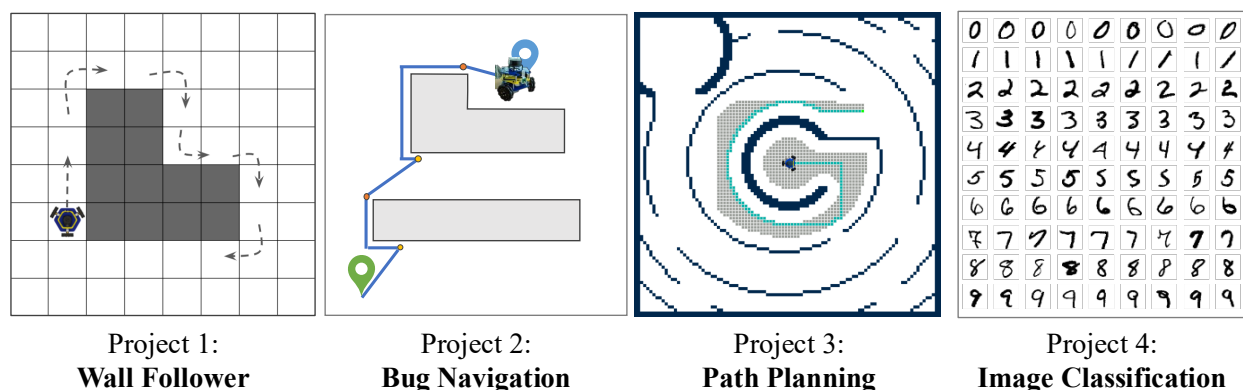 0 0 0 0 0 0 0 0 0
1 1 1 1 1 1 1 1 1
2 2 2 2 2 2 2 2 2
3 3 3 3 3 3 3 3 3
4 4 4 4 4 4 4 4 4
5 5 5 5 5 5 5 5 5
6 6 6 6 6 6 6 6 6
7 7 7 7 7 7 7 7 7
8 8 8 8 8 8 8 8 8
9 9 9 9 9 9 9 9 9
Project 1:
Wall Follower
Project 2:
Bug Navigation
Project 3:
Path Planning
Project 4:
Image Classification